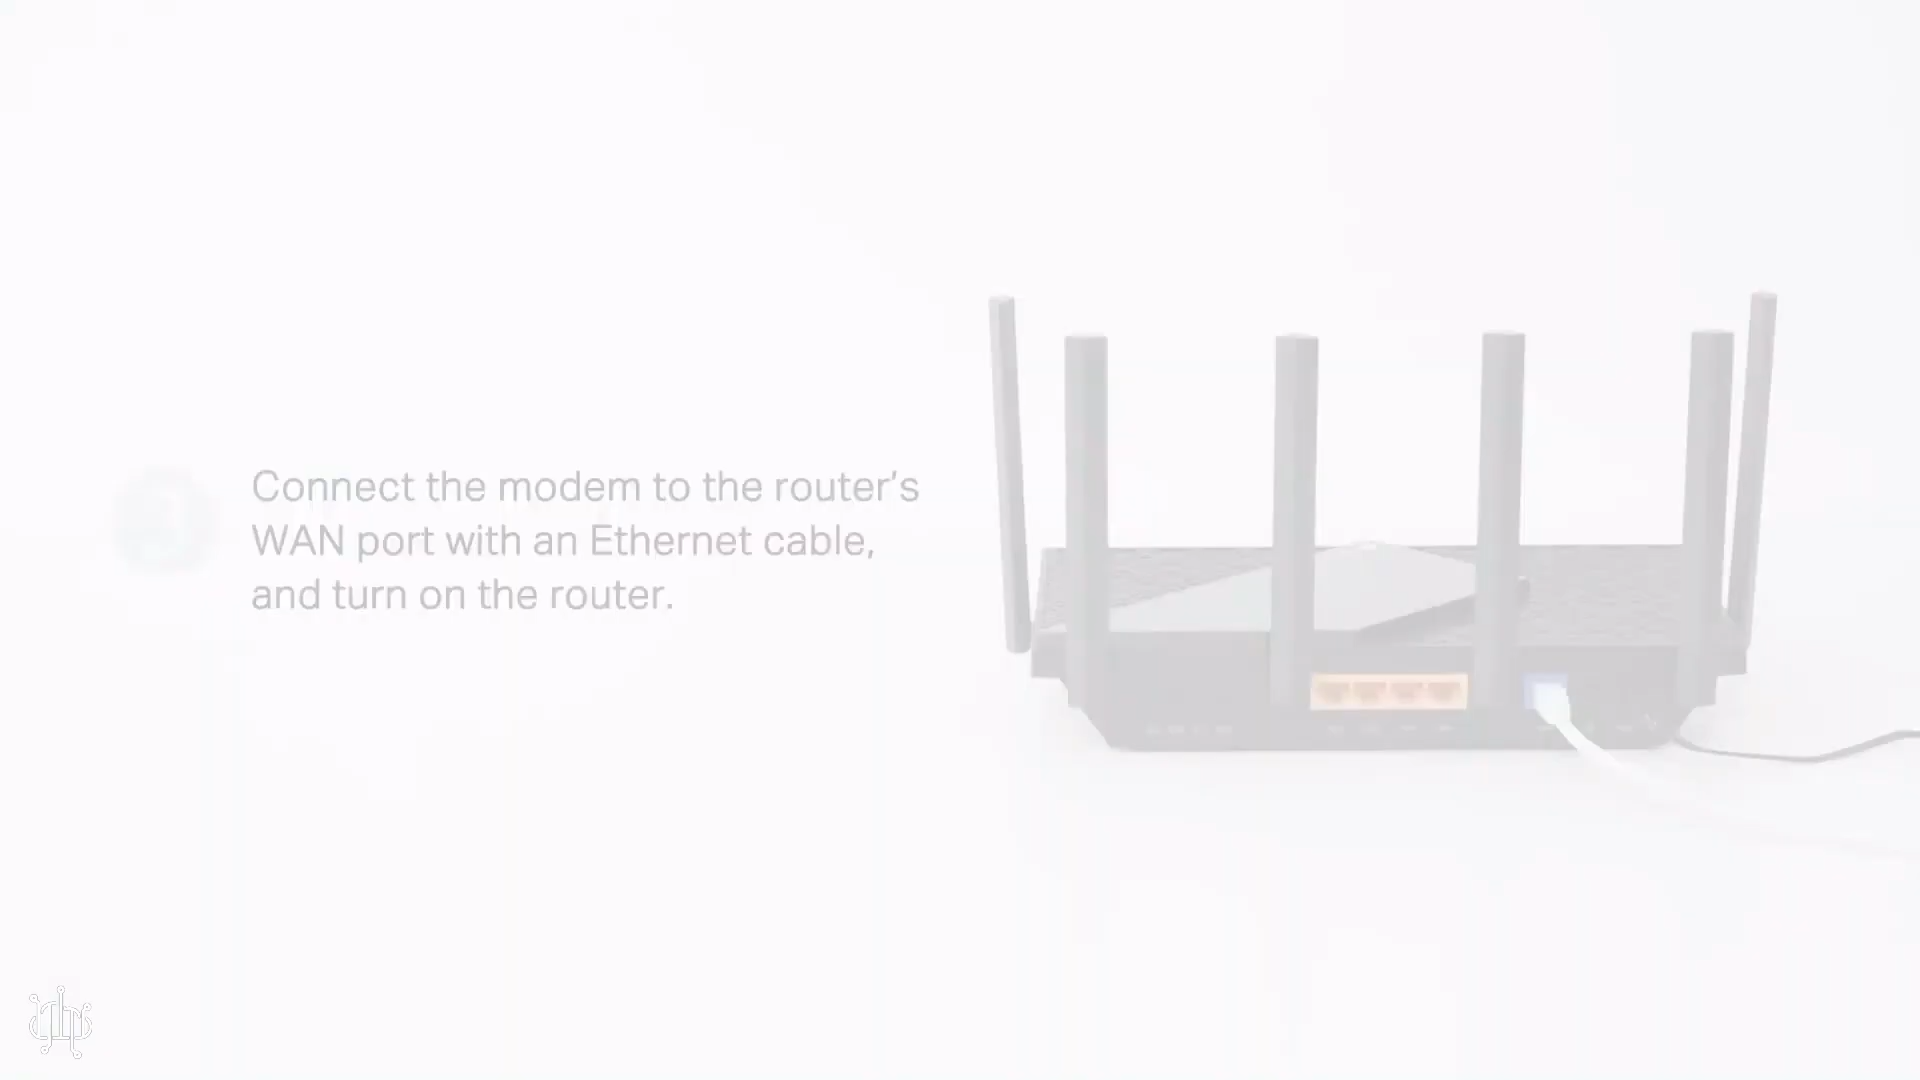 Connect the modem to the router's
WAN port with an Ethernet cable,
and turn on the router.